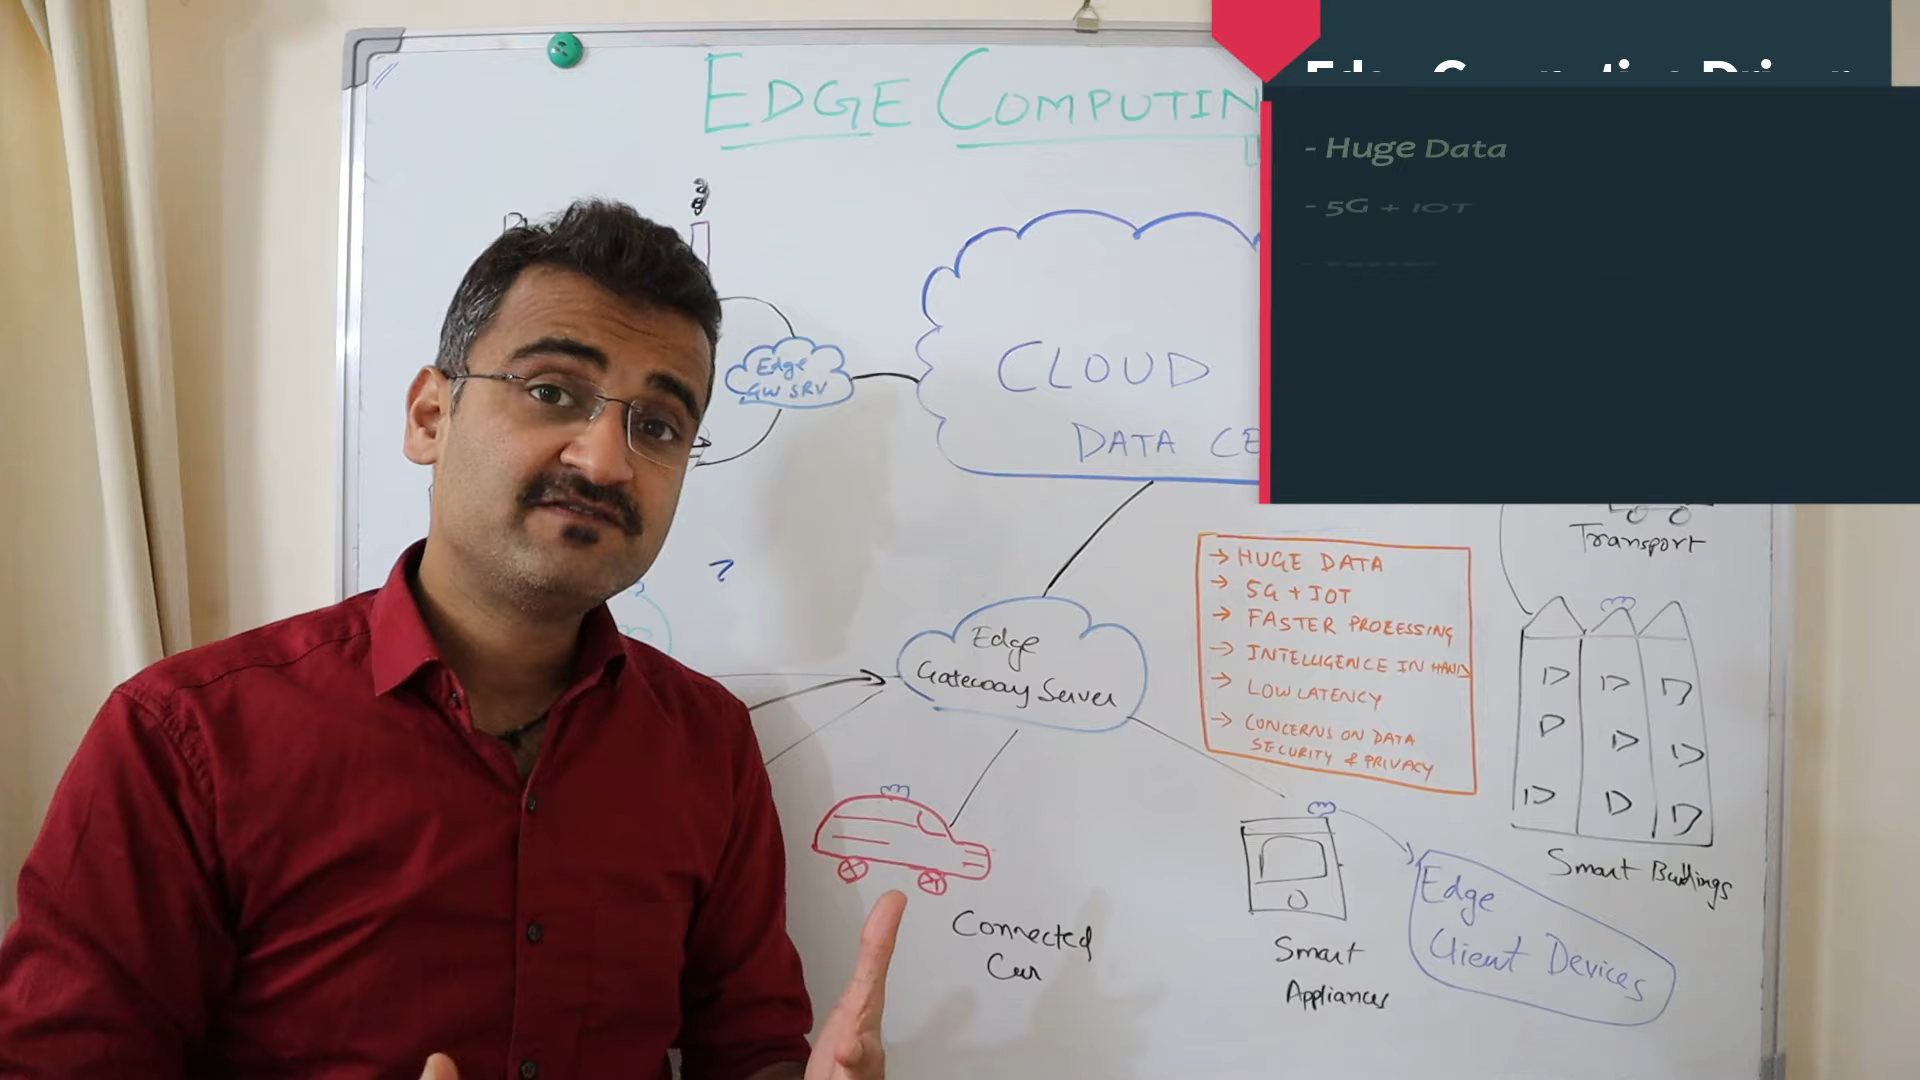 EDGE COMPUTIN
- Huge Data
- 5G + IOT
Edge
GW SRV
CLOUD
DATA CE
Transport
→ HUGE DATA
→ 5G + IOT
→ FASTER PROCESSING
→ INTELLIGENCE IN HAND
→ LOW LATENCY
→ CONCERNS ON DATA
SECURITY & PRIVACY
Edge
Gateway Server
?
Connected
Car
Smart
Appliances
Edge
Client Devices
Smart Buildings